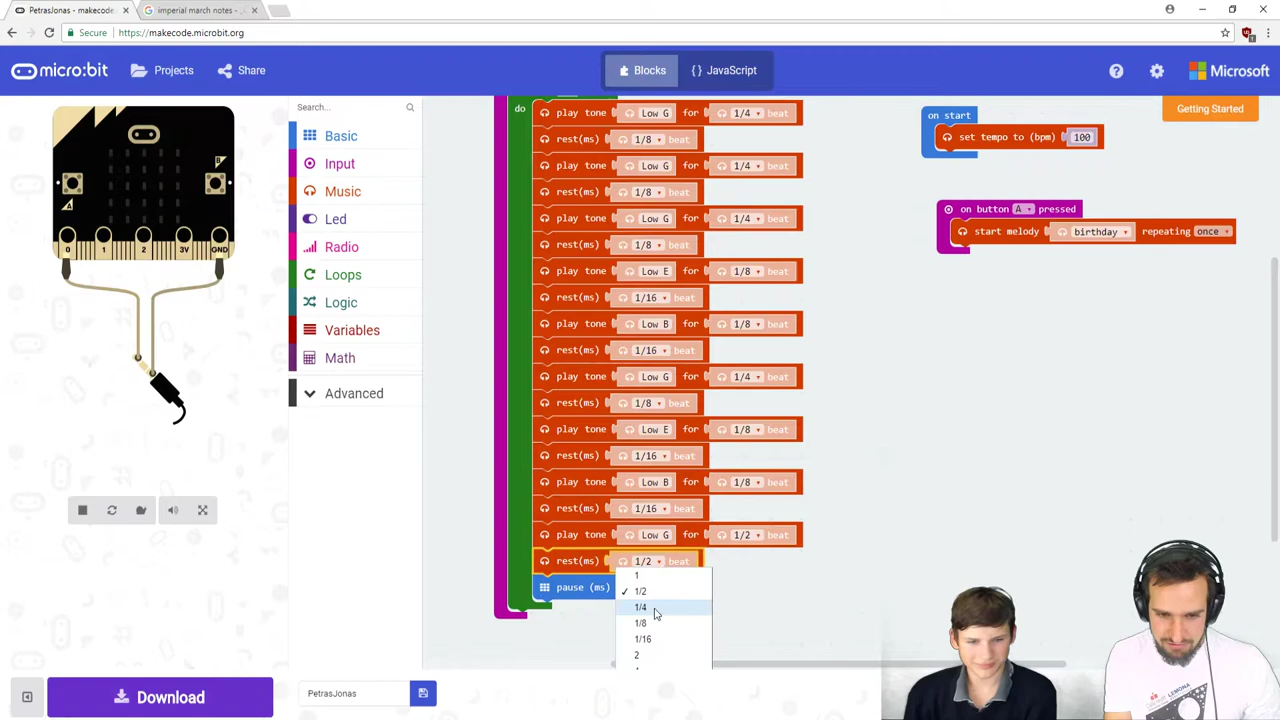 PetrasJonas - makecode
imperial march notes -
Secure
https://makecode.microbit.org
micro:bit
Projects
Share
Blocks
{} JavaScript
Microsoft
Getting Started
A
B
0
1
2
3V
GND
Search...
Basic
Input
Music
Led
Radio
Loops
Logic
Variables
Math
Advanced
do
play tone Low G for 1/4 beat
rest(ms) 1/8 beat
play tone Low G for 1/4 beat
rest(ms) 1/8 beat
play tone Low G for 1/4 beat
rest(ms) 1/8 beat
play tone Low E for 1/8 beat
rest(ms) 1/16 beat
play tone Low B for 1/8 beat
rest(ms) 1/16 beat
play tone Low G for 1/4 beat
rest(ms) 1/8 beat
play tone Low E for 1/8 beat
rest(ms) 1/16 beat
play tone Low B for 1/8 beat
rest(ms) 1/16 beat
play tone Low G for 1/2 beat
rest(ms) 1/2 beat
pause (ms)
1
1/2
1/4
1/8
1/16
2
on start
set tempo to (bpm) 100
on button A pressed
start melody birthday repeating once
Download
PetrasJonas
LEMONA